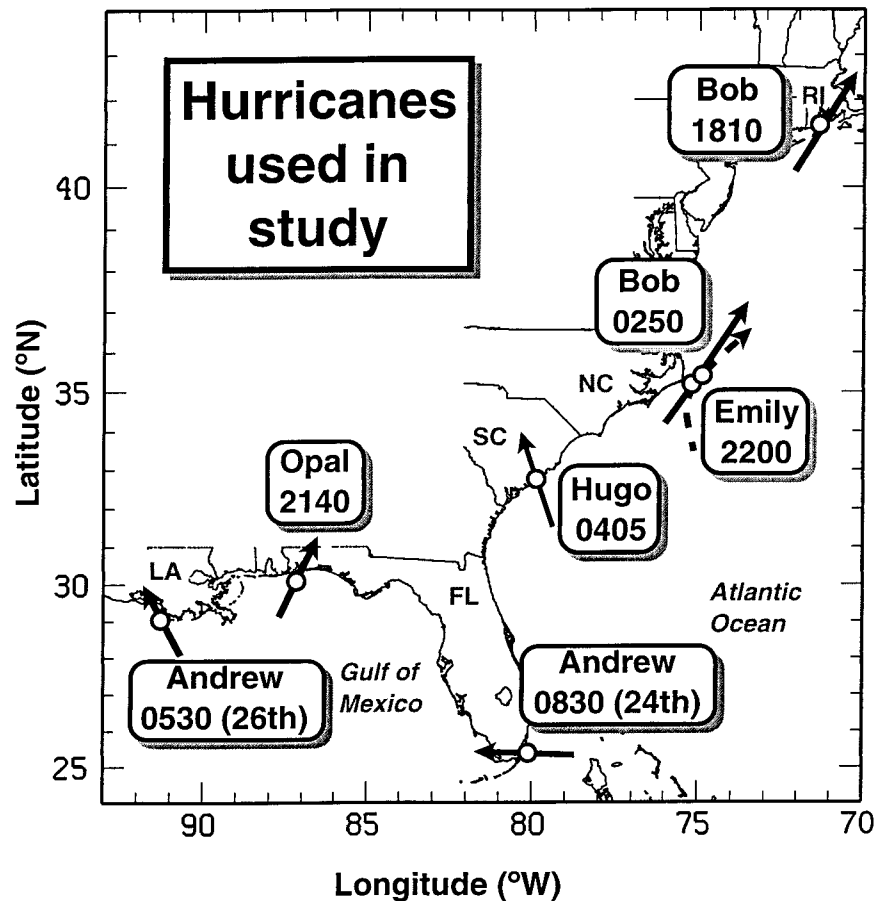 Hurricanes
used in
study
Bob
1810
RI
40
Bob
0250
Latitude (°N)
35
NC
Emily
2200
SC
Opal
2140
Hugo
0405
LA
30
FL
Atlantic
Ocean
Andrew
0530 (26th)
Gulf of
Mexico
Andrew
0830 (24th)
25
90
85
80
75
70
Longitude (°W)